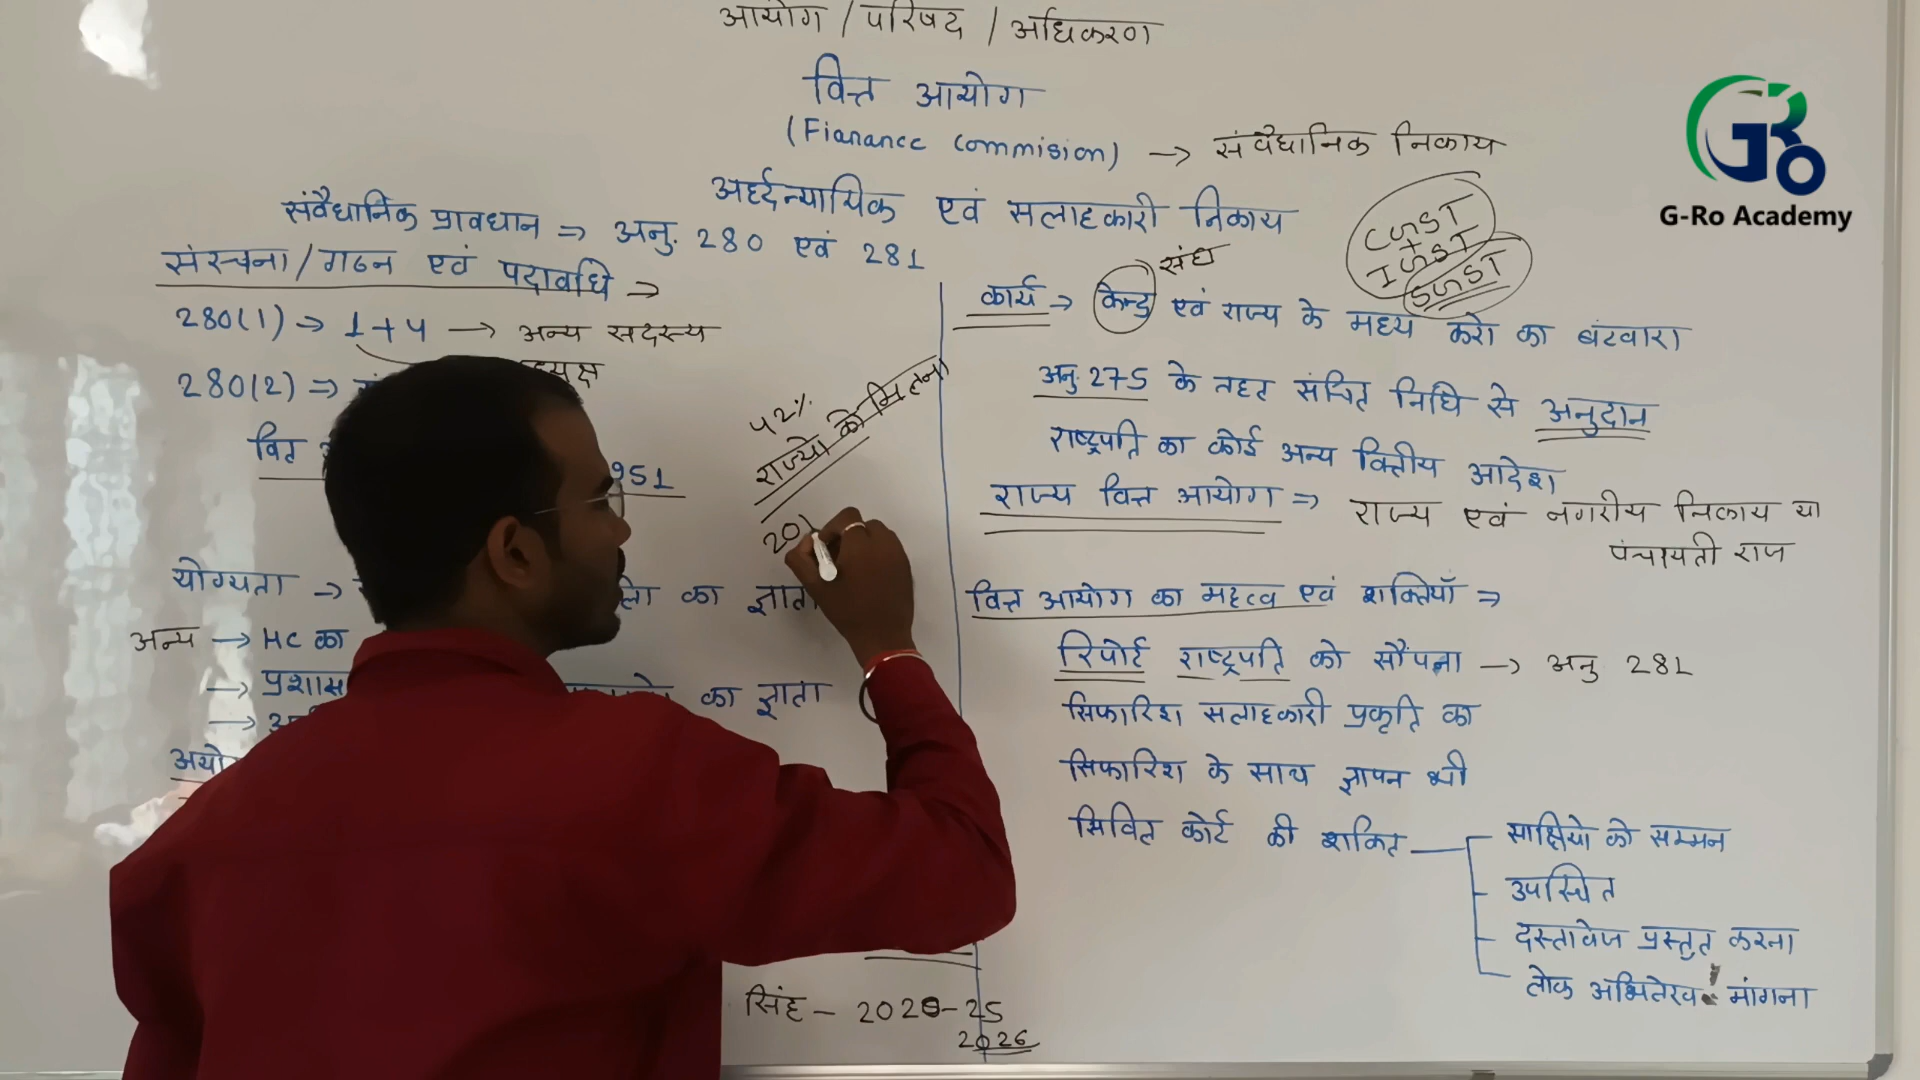 आयोग / परिषद / अधिकरण
वित्त आयोग
(Fianance Commision) → संवैधानिक निकाय
अर्द्धन्यायिक एवं सलाहकारी निकाय
संवैधानिक प्रावधान ⇒ अनु. 280 एवं 281
संरचना/गठन एवं पदावधि →
280(1) ⇒ 1+4 → अन्य सदस्य
280(2) ⇒
वित
951
योग्यता →
का ज्ञाता
अन्य → HC का
→
का ज्ञाता
→
42%
राज्यो को मिलना
20
सिंह - 2020-25
2026
CGST
+
IGST
SGST
संघ
कार्य → केन्द्र एवं राज्य के मध्य करो का बंटवारा
अनु. 275 के तहत संचित निधि से अनुदान
राष्ट्रपति का कोई अन्य वित्तीय आदेश
राज्य वित्त आयोग ⇒ राज्य एवं नगरीय निकाय या
पंचायती राज
वित्त आयोग का महत्व एवं शक्तियाँ ⇒
रिपोर्ट राष्ट्रपति को सौंपना → अनु 281
सिफारिश सलाहकारी प्रकृति का
सिफारिश के साथ ज्ञापन भी
सिविल कोर्ट की शक्ति
साक्षियो को सम्मन
उपस्थित
दस्तावेज प्रस्तुत करना
लोक अभिलेख मांगना
GRO
G-Ro Academy